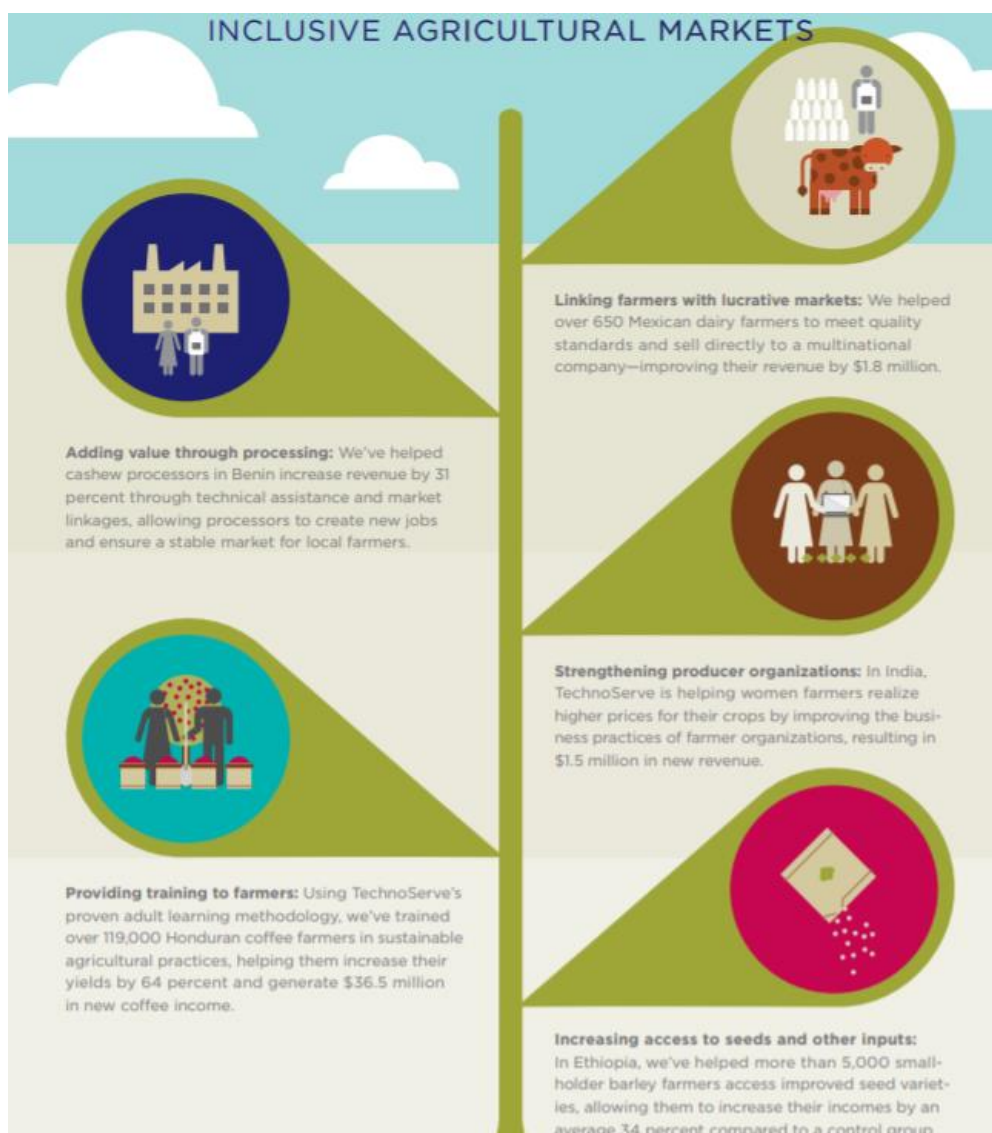 INCLUSIVE AGRICULTURAL MARKETS
Linking farmers with lucrative markets: We helped
over 650 Mexican dairy farmers to meet quality
standards and sell directly to a multinational
company—improving their revenue by $1.8 million.
Adding value through processing: We've helped
cashew processors in Benin increase revenue by 31
percent through technical assistance and market
linkages, allowing processors to create new jobs
and ensure a stable market for local farmers.
Strengthening producer organizations: In India,
TechnoServe is helping women farmers realize
higher prices for their crops by improving the busi-
ness practices of farmer organizations, resulting in
$1.5 million in new revenue.
Providing training to farmers: Using TechnoServe's
proven adult learning methodology, we've trained
over 119,000 Honduran coffee farmers in sustainable
agricultural practices, helping them increase their
yields by 64 percent and generate $36.5 million
in new coffee income.
Increasing access to seeds and other inputs:
In Ethiopia, we've helped more than 5,000 small-
holder barley farmers access improved seed variet-
ies, allowing them to increase their incomes by an
average 34 percent compared to a control group